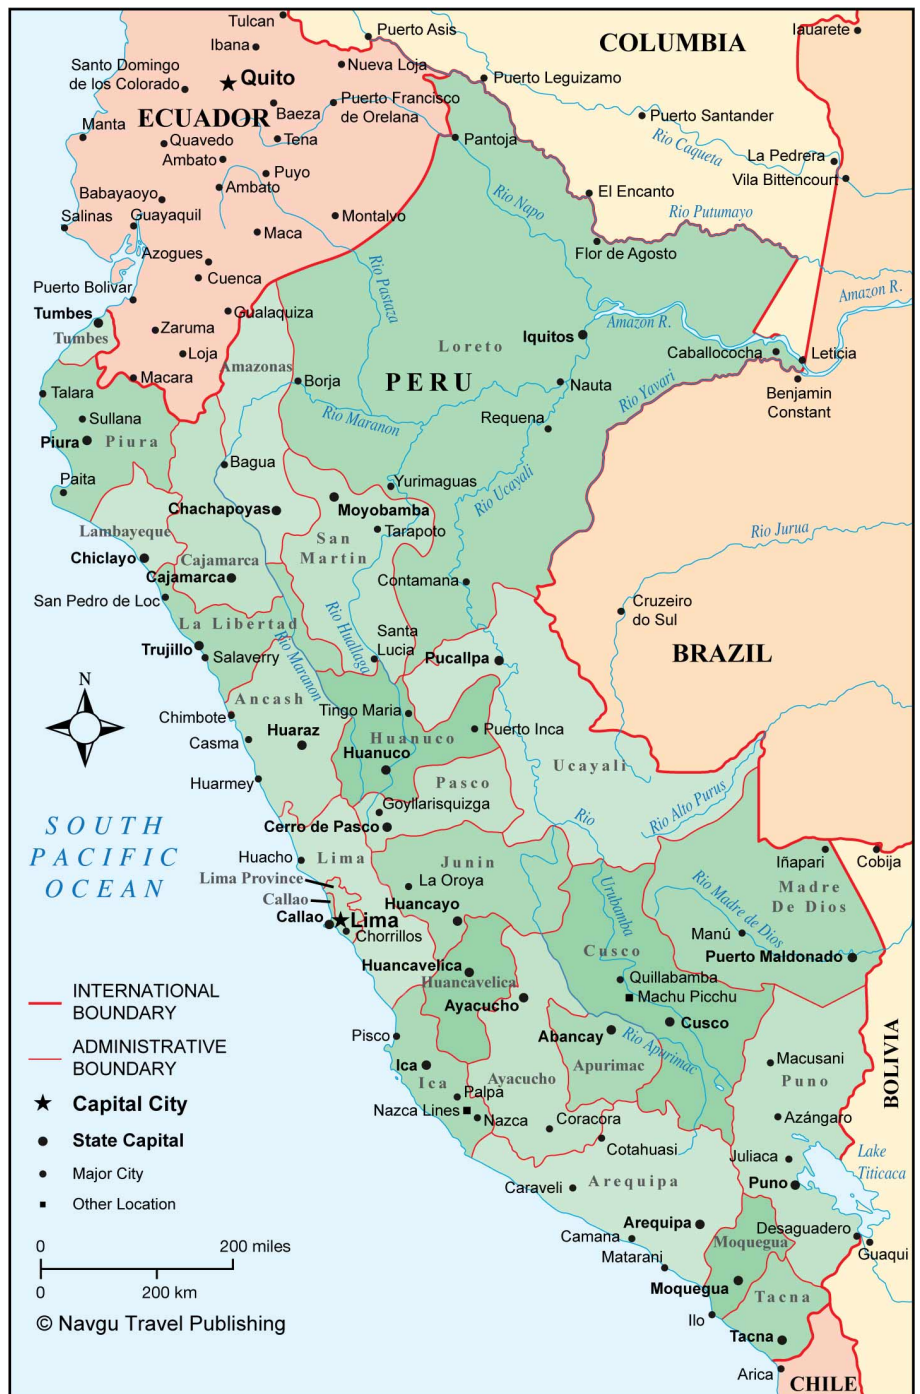 Tulcan
Puerto Asis
Iauarete
Ibana
COLUMBIA
Santo Domingo
de los Colorado
Nueva Loja
Quito
Puerto Leguizamo
Puerto Francisco
de Orelana
Baeza
ECUADOR
Puerto Santander
Manta
Quavedo
Tena
Pantoja
Rio Caqueta
Ambato
La Pedrera
Puyo
Vila Bittencourt
Ambato
Babayaoyo
El Encanto
Rio Napo
Salinas
Guayaquil
Montalvo
Rio Putumayo
Maca
Flor de Agosto
Azogues
Cuenca
Rio Pastaza
Puerto Bolivar
Amazon R.
Tumbes
Gualaquiza
Amazon R.
Tumbes
Zaruma
Iquitos
Loreto
Loja
Caballococha
Leticia
Amazonas
Macara
Borja
PERU
Nauta
Benjamin
Constant
Talara
Rio Yavari
Sullana
Rio Maranon
Requena
Piura
Piura
Bagua
Paita
Yurimaguas
Rio Ucayali
Chachapoyas
Moyobamba
Lambayeque
San
Martin
Tarapoto
Rio Jurua
Chiclayo
Cajamarca
Cajamarca
Contamana
San Pedro de Loc
Cruzeiro
do Sul
La Libertad
Rio Huallaga
Trujillo
Salaverry
Rio Maranon
Santa
Lucia
Pucallpa
BRAZIL
N
Ancash
Chimbote
Tingo Maria
Casma
Huaraz
Huanuco
Puerto Inca
Huanuco
Huarmey
Ucayali
Pasco
Goyllarisquizga
Rio Alto Purus
Rio
SOUTH
PACIFIC
OCEAN
Cerro de Pasco
Huacho
Lima
Junin
Iñapari
Cobija
Lima Province
La Oroya
Urubamba
Rio Madre de Dios
Madre
De Dios
Callao
Huancayo
Callao
Lima
Chorrillos
Manú
Cusco
Puerto Maldonado
Huancavelica
Huancavelica
Quillabamba
INTERNATIONAL
BOUNDARY
Ayacucho
Machu Picchu
Cusco
Pisco
Abancay
Rio Apurimac
ADMINISTRATIVE
BOUNDARY
Ica
Ica
Ayacucho
Apurimac
Macusani
Puno
BOLIVIA
Palpa
Capital City
Nazca Lines
Nazca
Coracora
Azángaro
State Capital
Cotahuasi
Juliaca
Lake
Titicaca
Major City
Caraveli
Arequipa
Puno
Other Location
Arequipa
Desaguadero
Camana
Moquegua
Guaqui
0 200 miles
Matarani
Moquegua
0 200 km
Tacna
© Navgu Travel Publishing
Ilo
Tacna
Arica
CHILE